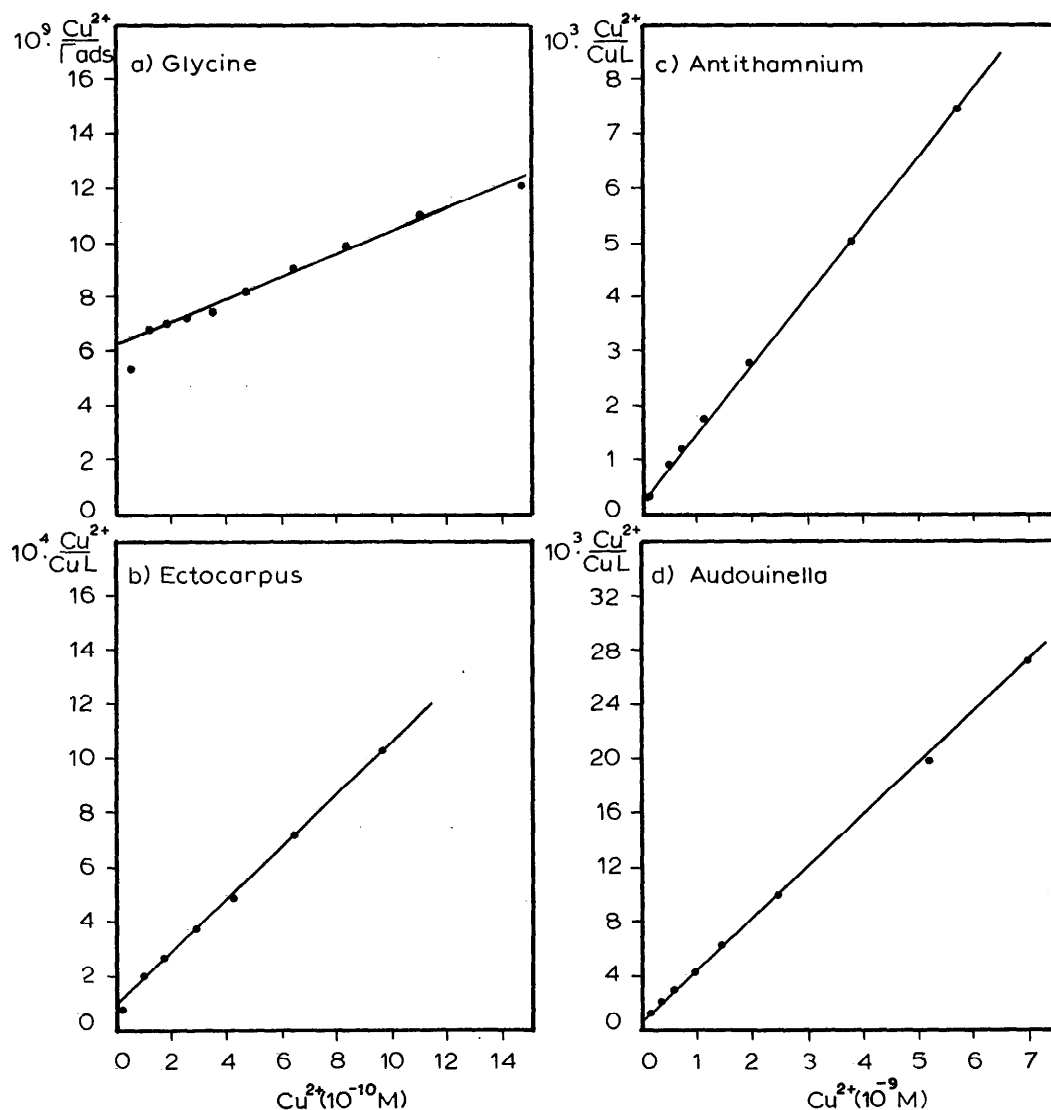 10⁹. Cu²⁺
Γads
a) Glycine
16
14
12
10
8
6
4
2
0
10³. Cu²⁺
CuL
c) Antithamnium
8
7
6
5
4
3
2
1
0
10⁴. Cu²⁺
CuL
b) Ectocarpus
16
14
12
10
8
6
4
2
0
0 2 4 6 8 10 12 14
Cu²⁺(10⁻¹⁰M)
10³. Cu²⁺
CuL
d) Audouinella
32
28
24
20
16
12
8
4
0
0 1 2 3 4 5 6 7
Cu²⁺(10⁻⁹M)